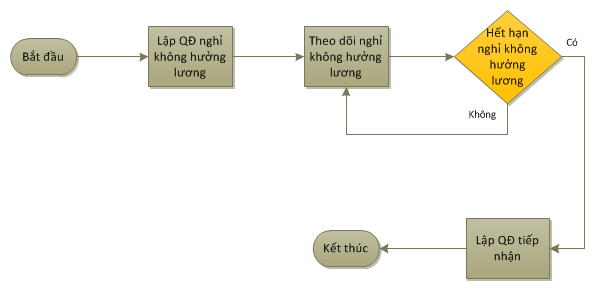 Bắt đầu
Lập QĐ nghỉ
không hưởng
lương
Theo dõi nghỉ
không hưởng
lương
Hết hạn
nghỉ không
hưởng
lương
Có
Không
Lập QĐ tiếp
nhận
Kết thúc